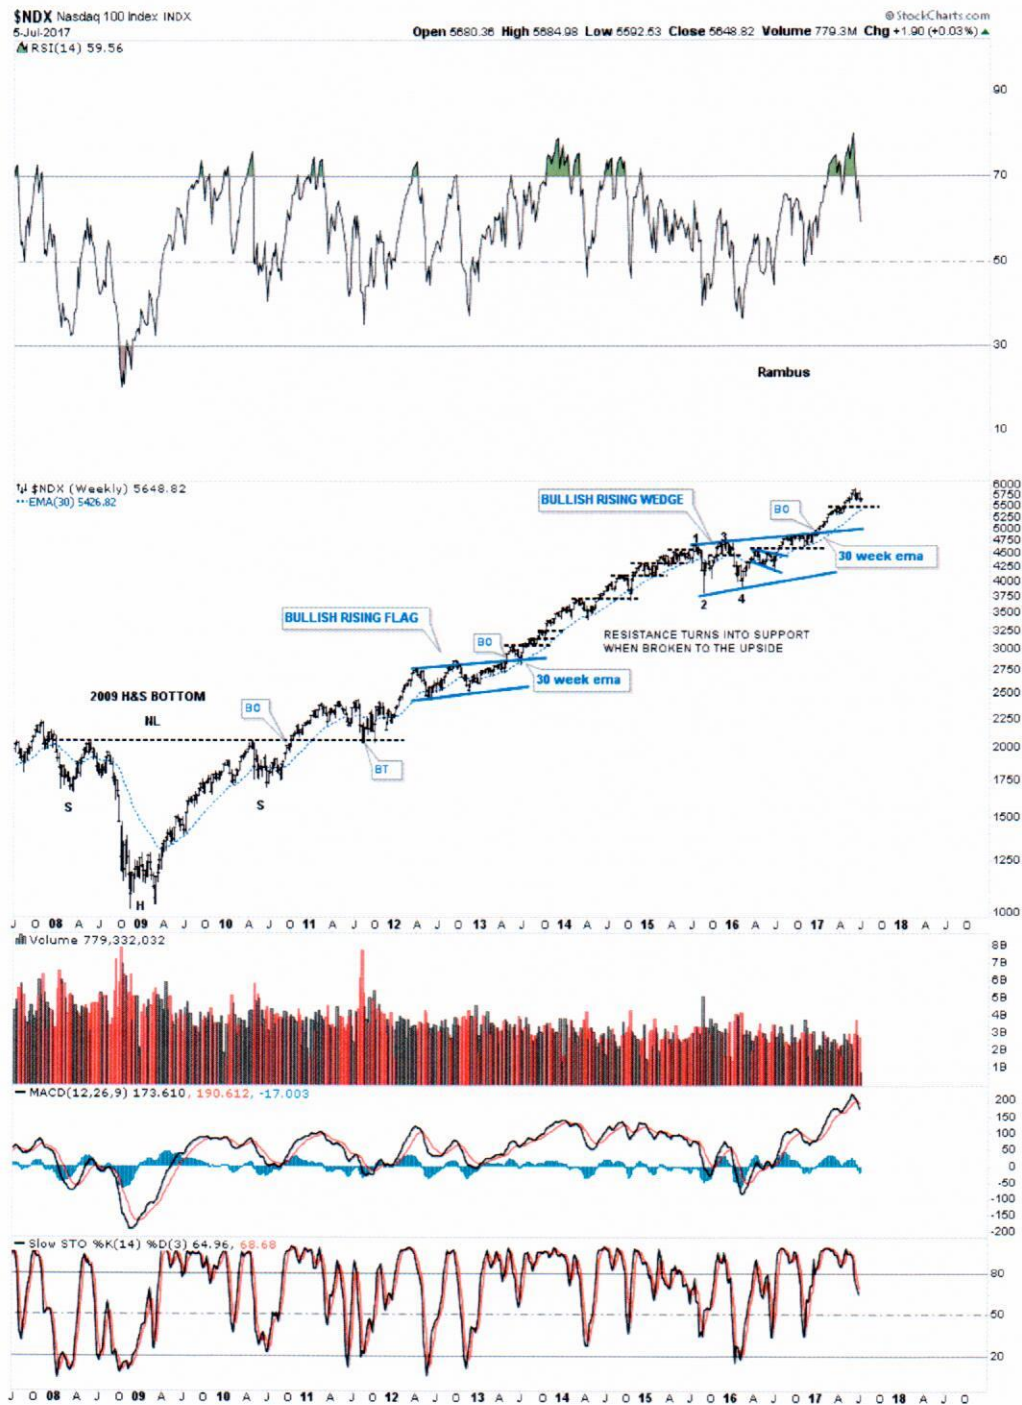 $NDX Nasdaq 100 Index INDX
© StockCharts.com
5-Jul-2017
Open 5680.36 High 5684.98 Low 5592.53 Close 5648.82 Volume 779.3M Chg +1.90 (+0.03%)
RSI(14) 59.56
90
70
50
30
Rambus
10
$NDX (Weekly) 5648.82
EMA(30) 5426.82
6000
5750
5500
5250
5000
4750
4500
4250
4000
3750
3500
3250
3000
2750
2500
2250
2000
1750
1500
1250
1000
BULLISH RISING WEDGE
BO
1 3
30 week ema
2 4
BULLISH RISING FLAG
BO
RESISTANCE TURNS INTO SUPPORT
WHEN BROKEN TO THE UPSIDE
30 week ema
2009 H&S BOTTOM
NL
BO
BT
S
S
H
J O 08 A J O 09 A J O 10 A J O 11 A J O 12 A J O 13 A J O 14 A J O 15 A J O 16 A J O 17 A J O 18 A J O
Volume 779,332,032
8B
7B
6B
5B
4B
3B
2B
1B
MACD(12,26,9) 173.610, 190.612, -17.003
200
150
100
50
0
-50
-100
-150
-200
Slow STO %K(14) %D(3) 64.96, 68.68
80
50
20
J O 08 A J O 09 A J O 10 A J O 11 A J O 12 A J O 13 A J O 14 A J O 15 A J O 16 A J O 17 A J O 18 A J O